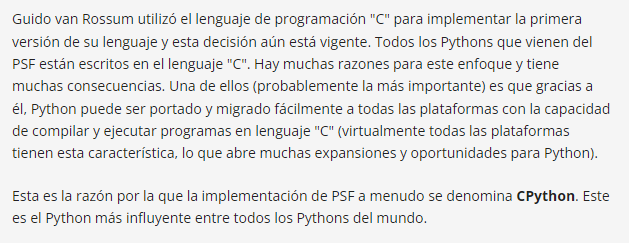 Guido van Rossum utilizó el lenguaje de programación "C" para implementar la primera
versión de su lenguaje y esta decisión aún está vigente. Todos los Pythons que vienen del
PSF están escritos en el lenguaje "C". Hay muchas razones para este enfoque y tiene
muchas consecuencias. Una de ellos (probablemente la más importante) es que gracias a
él, Python puede ser portado y migrado fácilmente a todas las plataformas con la capacidad
de compilar y ejecutar programas en lenguaje "C" (virtualmente todas las plataformas
tienen esta característica, lo que abre muchas expansiones y oportunidades para Python).
Esta es la razón por la que la implementación de PSF a menudo se denomina CPython. Este
es el Python más influyente entre todos los Pythons del mundo.